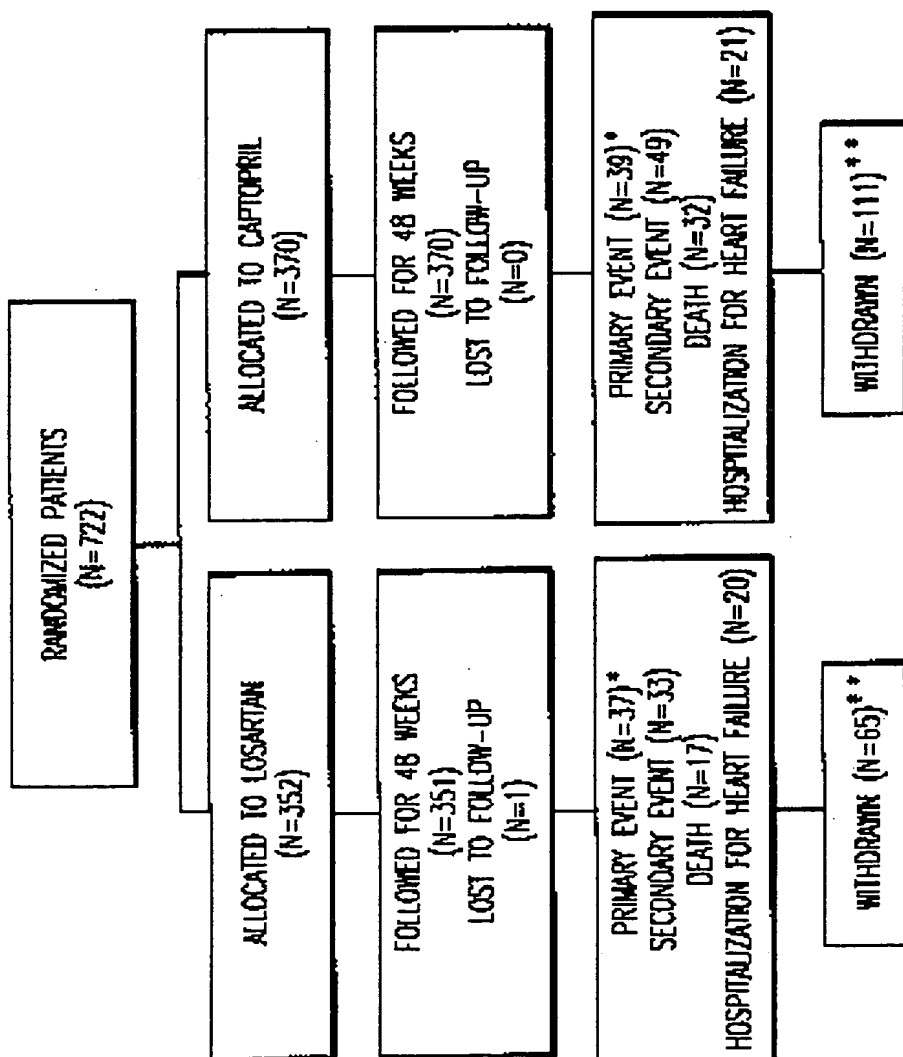 RANDOMIZED PATIENTS
(N=722)
ALLOCATED TO LOSARTAN
(N=352)
ALLOCATED TO CAPTOPRIL
(N=370)
FOLLOWED FOR 48 WEEKS
(N=351)
LOST TO FOLLOW-UP
(N=1)
FOLLOWED FOR 48 WEEKS
(N=370)
LOST TO FOLLOW-UP
(N=0)
PRIMARY EVENT (N=37)*
SECONDARY EVENT (N=33)
DEATH (N=17)
HOSPITALIZATION FOR HEART FAILURE (N=20)
PRIMARY EVENT (N=39)*
SECONDARY EVENT (N=49)
DEATH (N=32)
HOSPITALIZATION FOR HEART FAILURE (N=21)
WITHDRAWN (N=65)**
WITHDRAWN (N=111)**